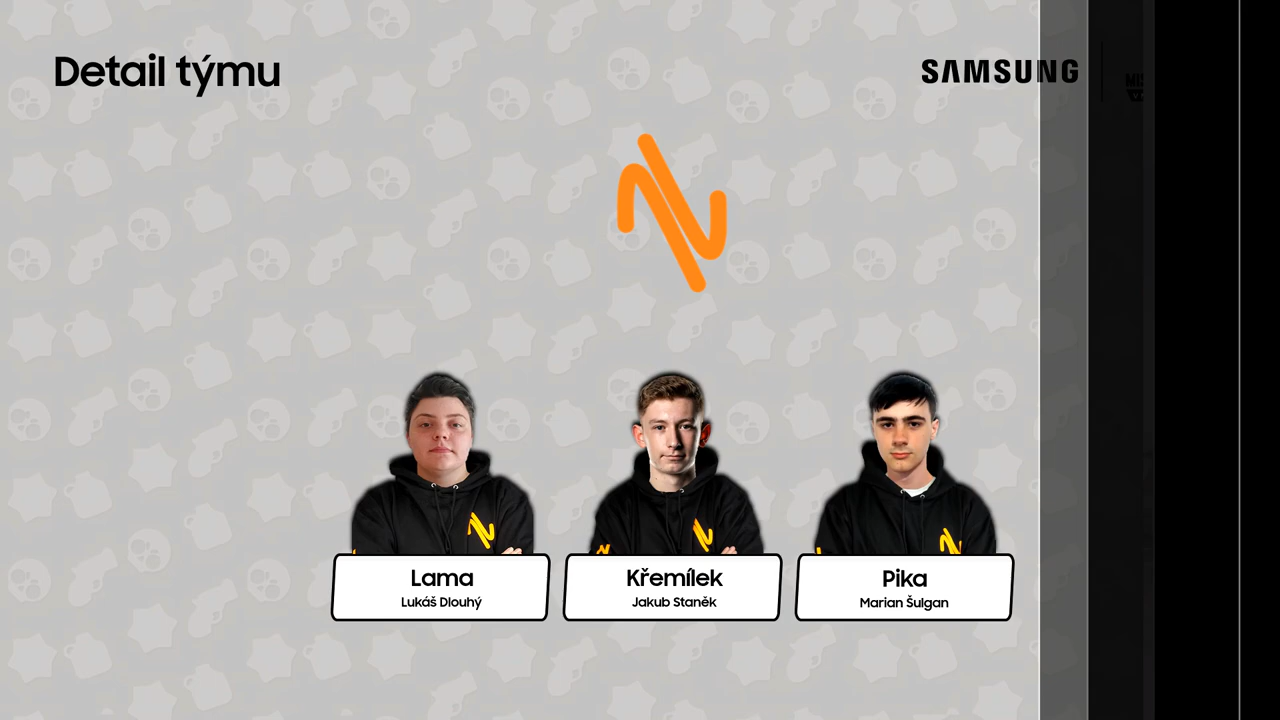 Detail týmu
SAMSUNG
Lama
Lukáš Dlouhý
Křemílek
Jakub Staněk
Pika
Marian Šulgan